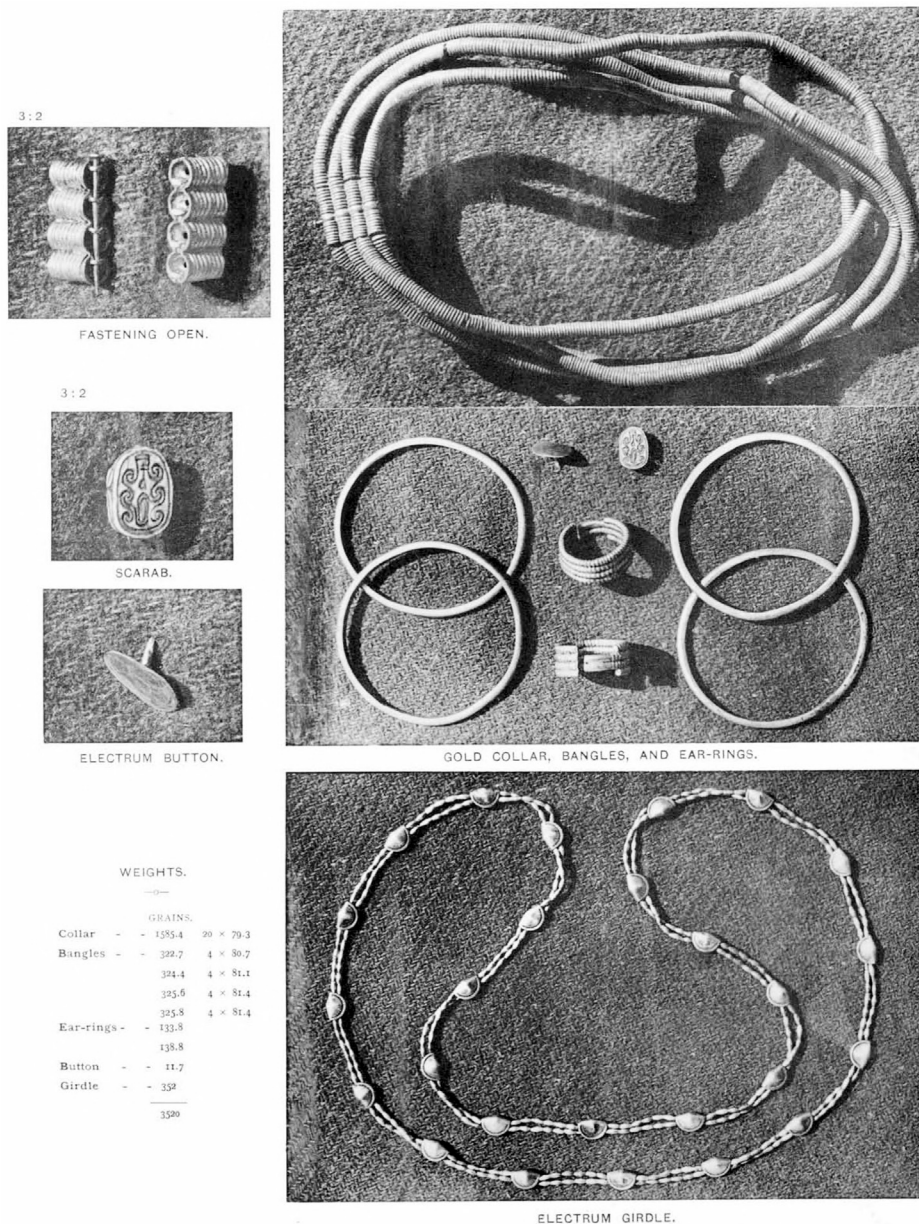 3:2
FASTENING OPEN.
3:2
SCARAB.
ELECTRUM BUTTON.
GOLD COLLAR, BANGLES, AND EAR-RINGS.
WEIGHTS.
GRAINS.
Collar - - 1585.4 20 × 79.3
Bangles - - 322.7 4 × 80.7
324.4 4 × 81.1
325.6 4 × 81.4
325.8 4 × 81.4
Ear-rings - - 133.8
138.8
Button - - 11.7
Girdle - - 352
3520
ELECTRUM GIRDLE.